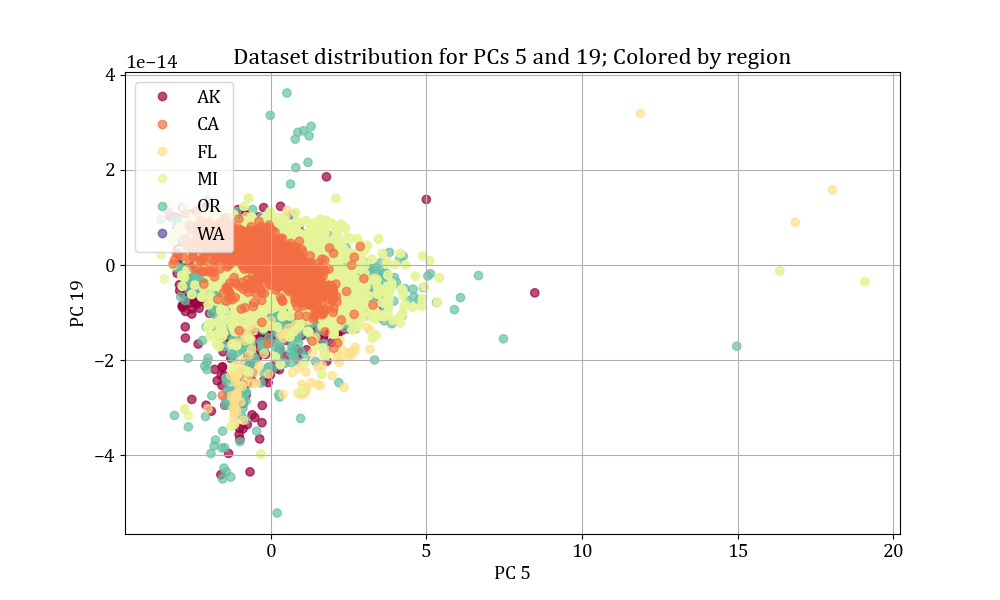 Dataset distribution for PCs 5 and 19; Colored by region
1e−14
4
2
0
−2
−4
PC 19
AK
CA
FL
MI
OR
WA
0 5 10 15 20
PC 5